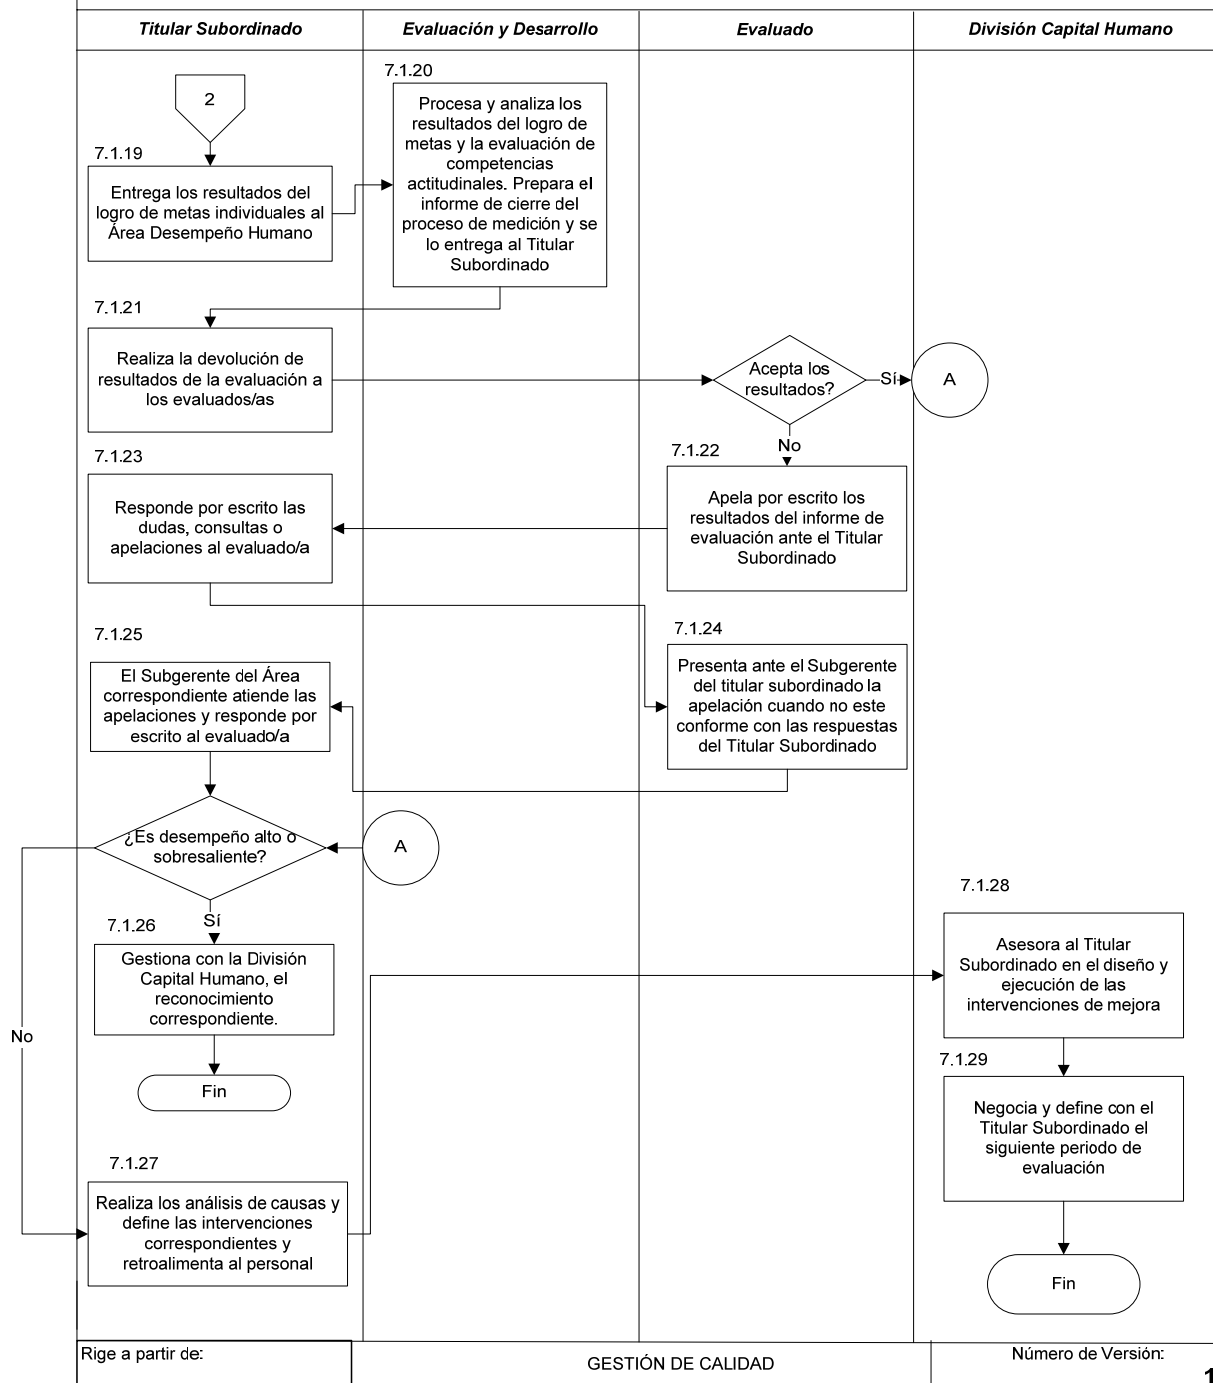 Titular Subordinado
Evaluación y Desarrollo
Evaluado
División Capital Humano
2
7.1.19
Entrega los resultados del
logro de metas individuales al
Área Desempeño Humano
7.1.20
Procesa y analiza los
resultados del logro de
metas y la evaluación de
competencias
actitudinales. Prepara el
informe de cierre del
proceso de medición y se
lo entrega al Titular
Subordinado
7.1.21
Realiza la devolución de
resultados de la evaluación a
los evaluados/as
Acepta los
resultados?
Sí
A
No
7.1.22
Apela por escrito los
resultados del informe de
evaluación ante el Titular
Subordinado
7.1.23
Responde por escrito las
dudas, consultas o
apelaciones al evaluado/a
7.1.24
Presenta ante el Subgerente
del titular subordinado la
apelación cuando no este
conforme con las respuestas
del Titular Subordinado
7.1.25
El Subgerente del Área
correspondiente atiende las
apelaciones y responde por
escrito al evaluado/a
¿Es desempeño alto o
sobresaliente?
A
Sí
No
7.1.26
Gestiona con la División
Capital Humano, el
reconocimiento
correspondiente.
Fin
7.1.27
Realiza los análisis de causas y
define las intervenciones
correspondientes y
retroalimenta al personal
7.1.28
Asesora al Titular
Subordinado en el diseño y
ejecución de las
intervenciones de mejora
7.1.29
Negocia y define con el
Titular Subordinado el
siguiente periodo de
evaluación
Fin
Rige a partir de:
GESTIÓN DE CALIDAD
Número de Versión:
1